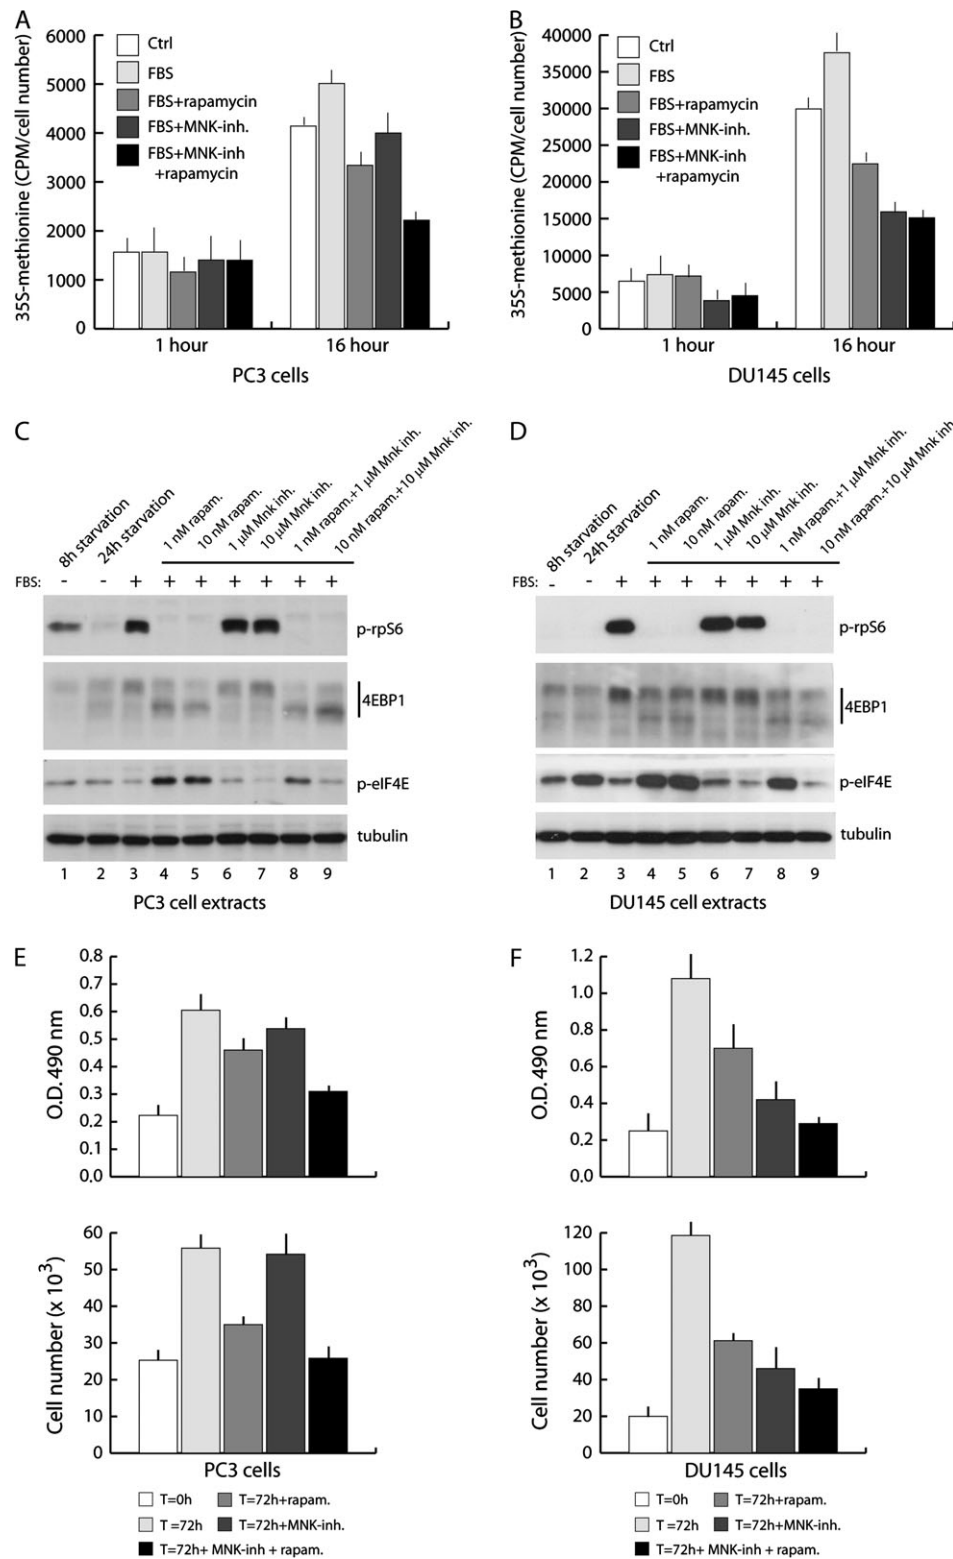 A
35S-methionine (CPM/cell number)
6000
5000
4000
3000
2000
1000
0
Ctrl
FBS
FBS+rapamycin
FBS+MNK-inh.
FBS+MNK-inh
+rapamycin
1 hour
16 hour
PC3 cells
B
35S-methionine (CPM/cell number)
40000
35000
30000
25000
20000
15000
10000
5000
0
Ctrl
FBS
FBS+rapamycin
FBS+MNK-inh.
FBS+MNK-inh
+rapamycin
1 hour
16 hour
DU145 cells
C
8h starvation
24h starvation
1 nM rapam.
10 nM rapam.
1 μM Mnk inh.
10 μM Mnk inh.
1 nM rapam.+1 μM Mnk inh.
10 nM rapam.+10 μM Mnk inh.
FBS: - - + + + + + + +
p-rpS6
4EBP1
p-eIF4E
tubulin
1 2 3 4 5 6 7 8 9
PC3 cell extracts
D
8h starvation
24h starvation
1 nM rapam.
10 nM rapam.
1 μM Mnk inh.
10 μM Mnk inh.
1 nM rapam.+1 μM Mnk inh.
10 nM rapam.+10 μM Mnk inh.
FBS: - - + + + + + + +
p-rpS6
4EBP1
p-eIF4E
tubulin
1 2 3 4 5 6 7 8 9
DU145 cell extracts
E
O.D. 490 nm
0.8
0.7
0.6
0.5
0.4
0.3
0.2
0.1
0.0
Cell number (x 10³)
60
50
40
30
20
10
0
PC3 cells
T=0h
T=72h+rapam.
T =72h
T=72h+MNK-inh.
T=72h+ MNK-inh + rapam.
F
O.D. 490 nm
1.2
1.0
0.8
0.6
0.4
0.2
0.0
Cell number (x 10³)
120
100
80
60
40
20
0
DU145 cells
T=0h
T=72h+rapam.
T =72h
T=72h+MNK-inh.
T=72h+ MNK-inh + rapam.